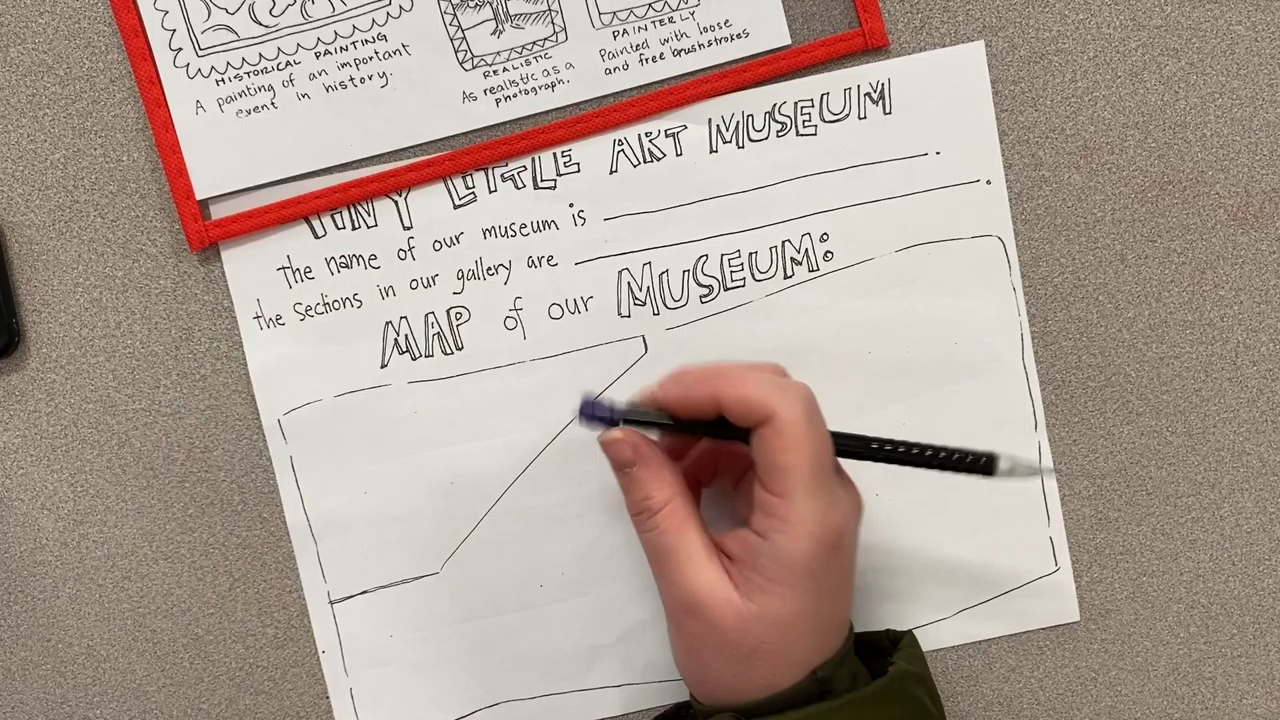 HISTORICAL PAINTING
A painting of an important
event in history.
REALISTIC
As realistic as a
photograph.
PAINTERLY
Painted with loose
and free brushstrokes
TINY LITTLE ART MUSEUM
the name of our museum is .
the Sections in our gallery are .
MAP of our MUSEUM: